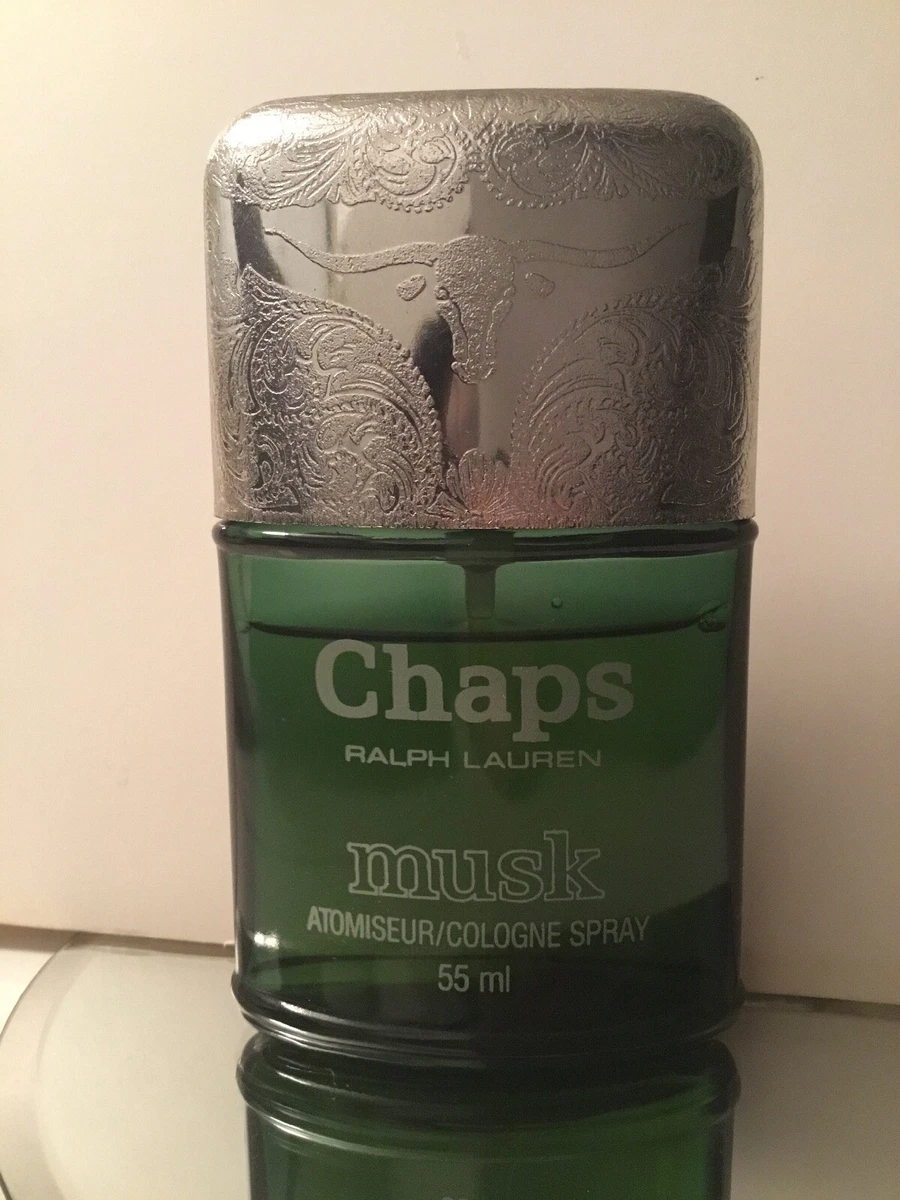 Chaps
RALPH LAUREN
musk
ATOMISEUR/COLOGNE SPRAY
55 ml